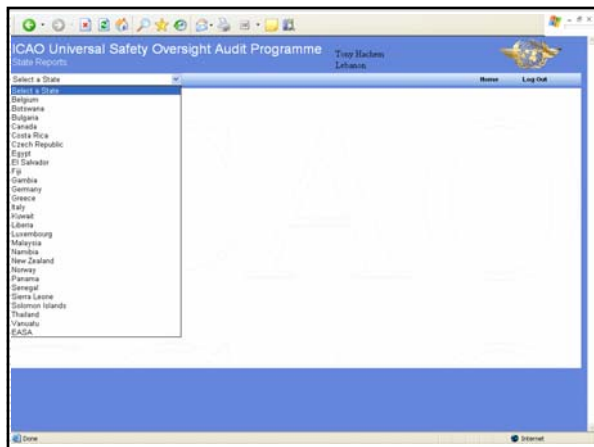 ICAO Universal Safety Oversight Audit Programme
State Reports
Tony Hachem
Lebanon
Select a State
Home Log Out
Select a State
Belgium
Botswana
Bulgaria
Canada
Costa Rica
Czech Republic
Egypt
El Salvador
Fiji
Gambia
Germany
Greece
Italy
Kuwait
Liberia
Luxembourg
Malaysia
Namibia
New Zealand
Norway
Panama
Senegal
Sierra Leone
Solomon Islands
Thailand
Vanuatu
EASA
Done
Internet